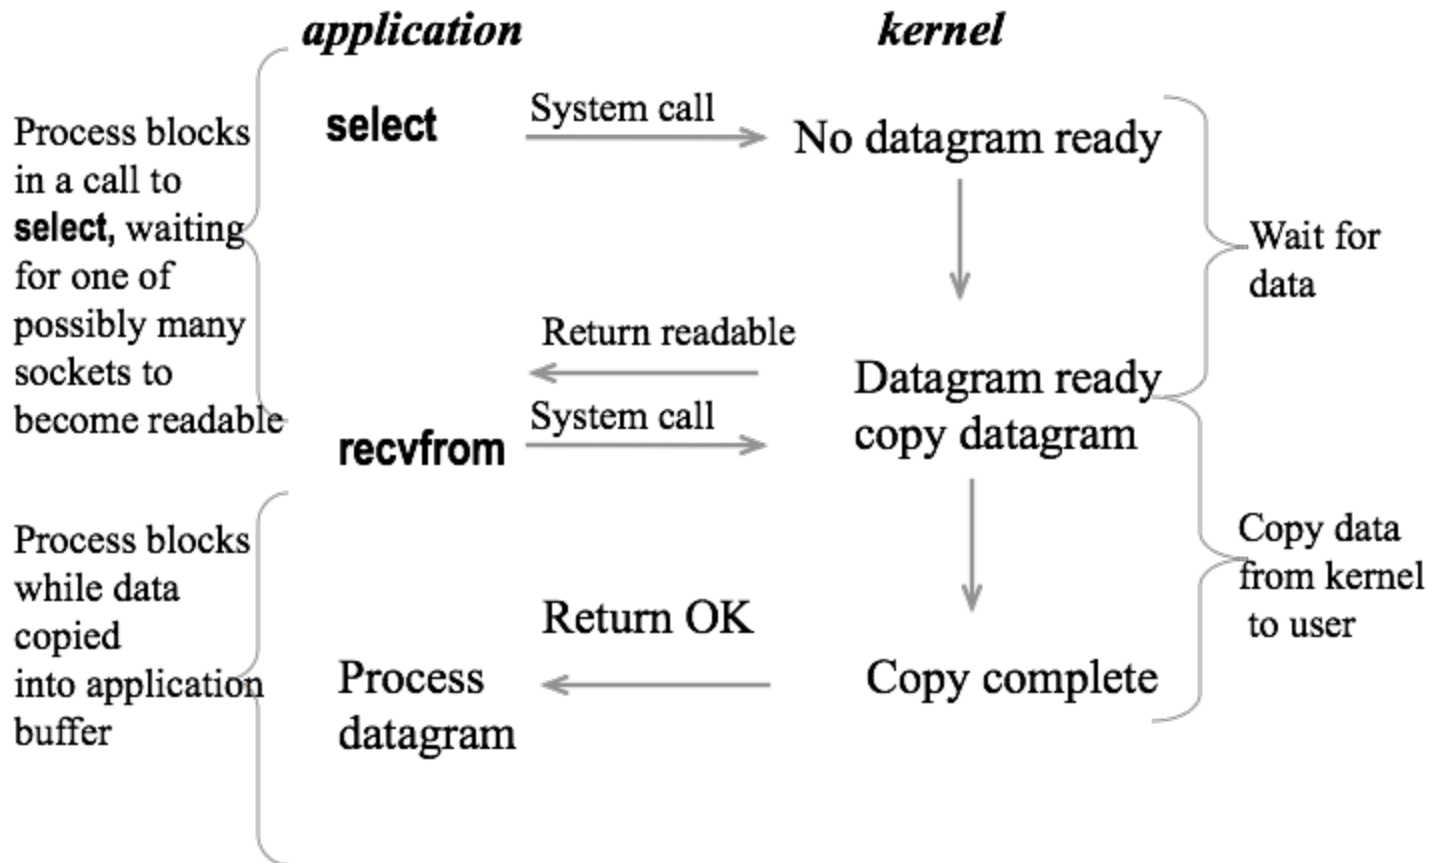 application
kernel
Process blocks
in a call to
select, waiting
for one of
possibly many
sockets to
become readable
select
System call
No datagram ready
Wait for
data
Return readable
Datagram ready
copy datagram
System call
recvfrom
Process blocks
while data
copied
into application
buffer
Copy data
from kernel
to user
Return OK
Process
datagram
Copy complete